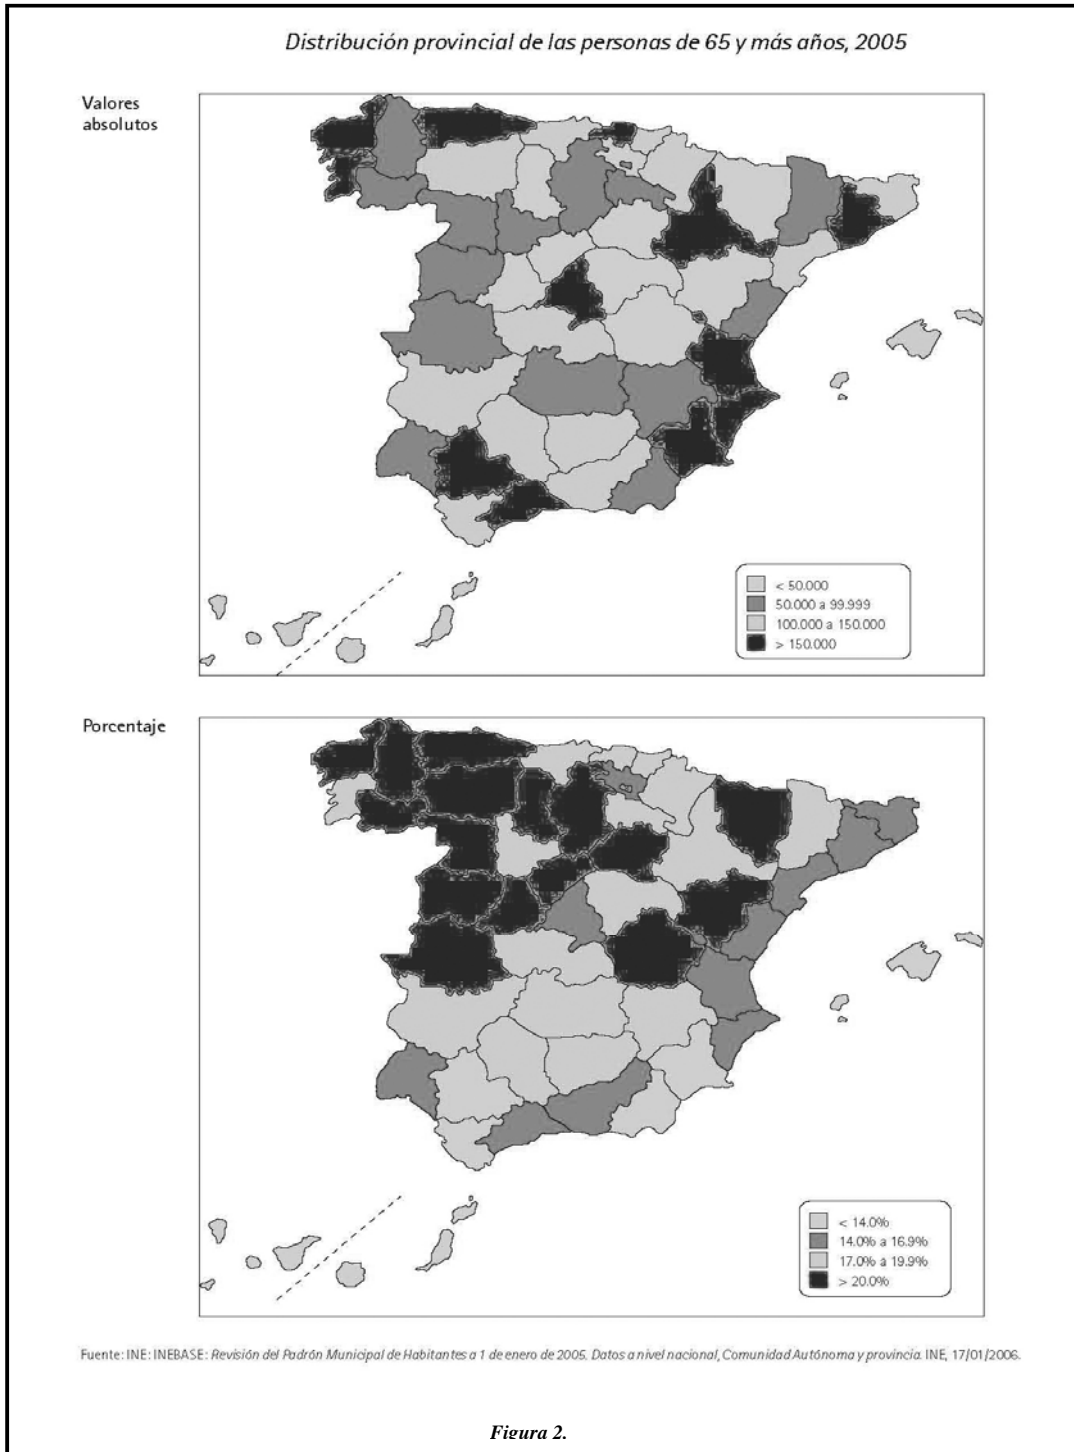 Distribución provincial de las personas de 65 y más años, 2005
Valores
absolutos
< 50.000
50.000 a 99.999
100.000 a 150.000
> 150.000
Porcentaje
< 14.0%
14.0% a 16.9%
17.0% a 19.9%
> 20.0%
Fuente: INE: INEBASE: Revisión del Padrón Municipal de Habitantes a 1 de enero de 2005. Datos a nivel nacional, Comunidad Autónoma y provincia. INE, 17/01/2006.
Figura 2.